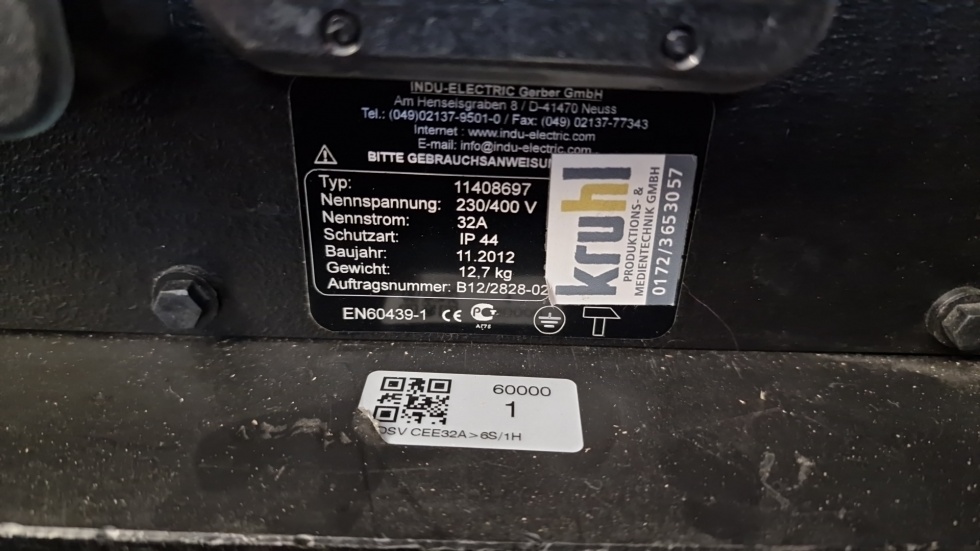 INDU-ELECTRIC Gerber GmbH
Am Henselsgraben 8 / D-41470 Neuss
Tel.: (049)02137-9501-0 / Fax: (049) 02137-77343
Internet : www.indu-electric.com
E-mail: info@indu-electric.com
BITTE GEBRAUCHSANWEISU
Typ: 11408697
Nennspannung: 230/400 V
Nennstrom: 32A
Schutzart: IP 44
Baujahr: 11.2012
Gewicht: 12,7 kg
Auftragsnummer: B12/2828-02
EN60439-1 CE
kruhl
PRODUKTIONS- &
MEDIENTECHNIK GMBH
0172/3653057
60000
1
DSV CEE32A>6S/1H